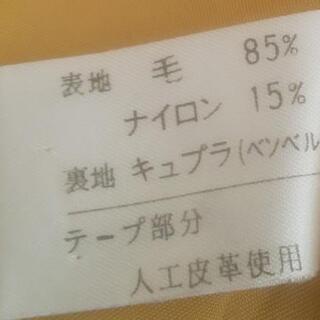 表地 毛 85%
ナイロン 15%
裏地 キュプラ(ベンベル
テープ部分
人工皮革使用